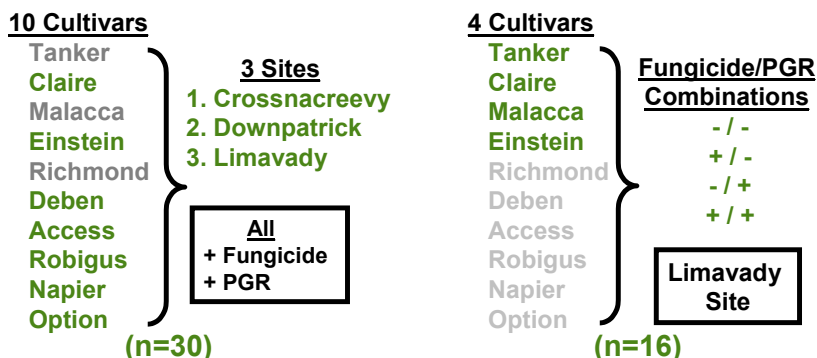 10 Cultivars
Tanker
Claire
Malacca
Einstein
Richmond
Deben
Access
Robigus
Napier
Option
(n=30)
3 Sites
1. Crossnacreevy
2. Downpatrick
3. Limavady
All
+ Fungicide
+ PGR
4 Cultivars
Tanker
Claire
Malacca
Einstein
Richmond
Deben
Access
Robigus
Napier
Option
(n=16)
Fungicide/PGR
Combinations
- / -
+ / -
- / +
+ / +
Limavady
Site